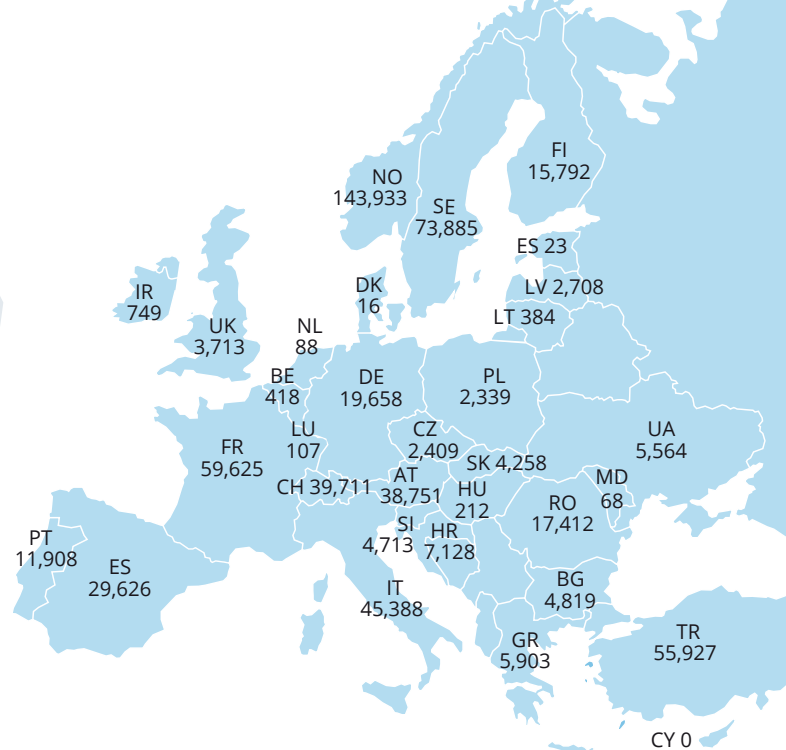 FI
15,792
NO
143,933
SE
73,885
ES 23
DK
16
LV 2,708
IR
749
LT 384
UK
3,713
NL
88
BE
418
DE
19,658
PL
2,339
LU
107
CZ
2,409
UA
5,564
FR
59,625
SK 4,258
CH 39,711
AT
38,751
HU
212
MD
68
RO
17,412
SI
4,713
HR
7,128
PT
11,908
ES
29,626
IT
45,388
BG
4,819
GR
5,903
TR
55,927
CY 0